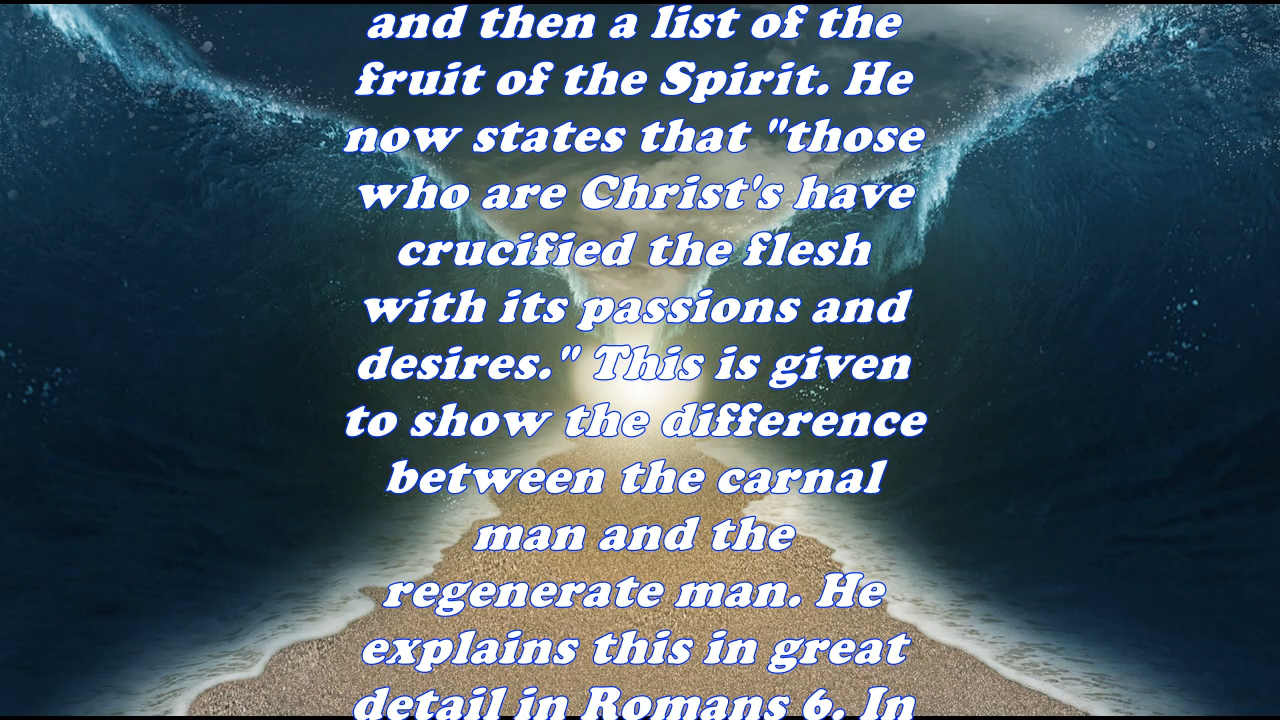 and then a list of the
fruit of the Spirit. He
now states that "those
who are Christ's have
crucified the flesh
with its passions and
desires." This is given
to show the difference
between the carnal
man and the
regenerate man. He
explains this in great
detail in Romans 6. In